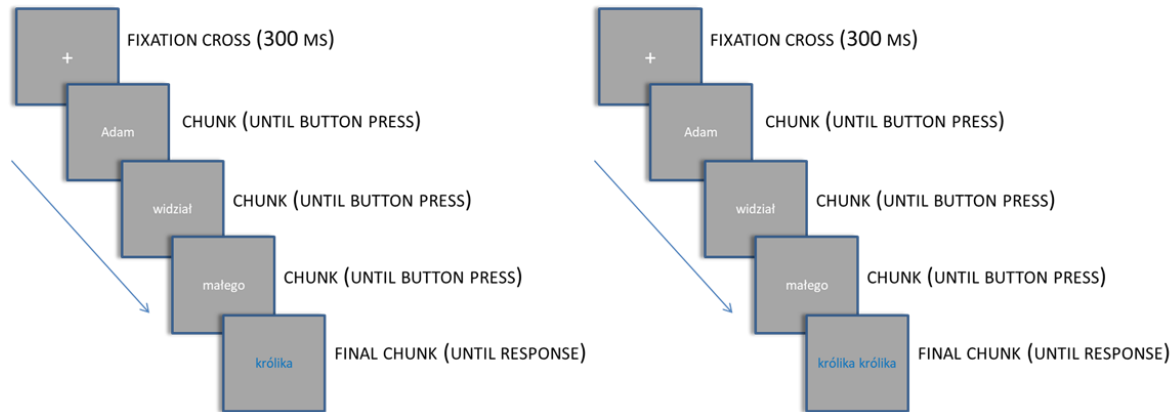 +
FIXATION CROSS (300 MS)
Adam
CHUNK (UNTIL BUTTON PRESS)
widział
CHUNK (UNTIL BUTTON PRESS)
małego
CHUNK (UNTIL BUTTON PRESS)
królika
FINAL CHUNK (UNTIL RESPONSE)
+
FIXATION CROSS (300 MS)
Adam
CHUNK (UNTIL BUTTON PRESS)
widział
CHUNK (UNTIL BUTTON PRESS)
małego
CHUNK (UNTIL BUTTON PRESS)
królika królika
FINAL CHUNK (UNTIL RESPONSE)